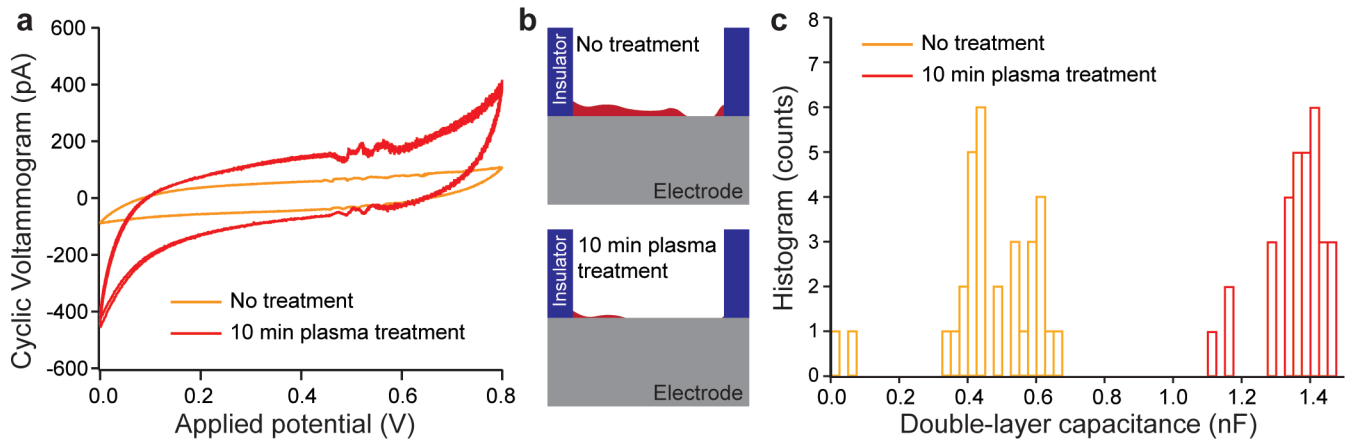 a
Cyclic Voltammogram (pA)
600
400
200
0
-200
-400
-600
No treatment
10 min plasma treatment
0.0
0.2
0.4
0.6
0.8
Applied potential (V)
b
Insulator
No treatment
Electrode
Insulator
10 min plasma
treatment
Electrode
c
Histogram (counts)
8
7
6
5
4
3
2
1
0
No treatment
10 min plasma treatment
0.0
0.2
0.4
0.6
0.8
1.0
1.2
1.4
Double-layer capacitance (nF)